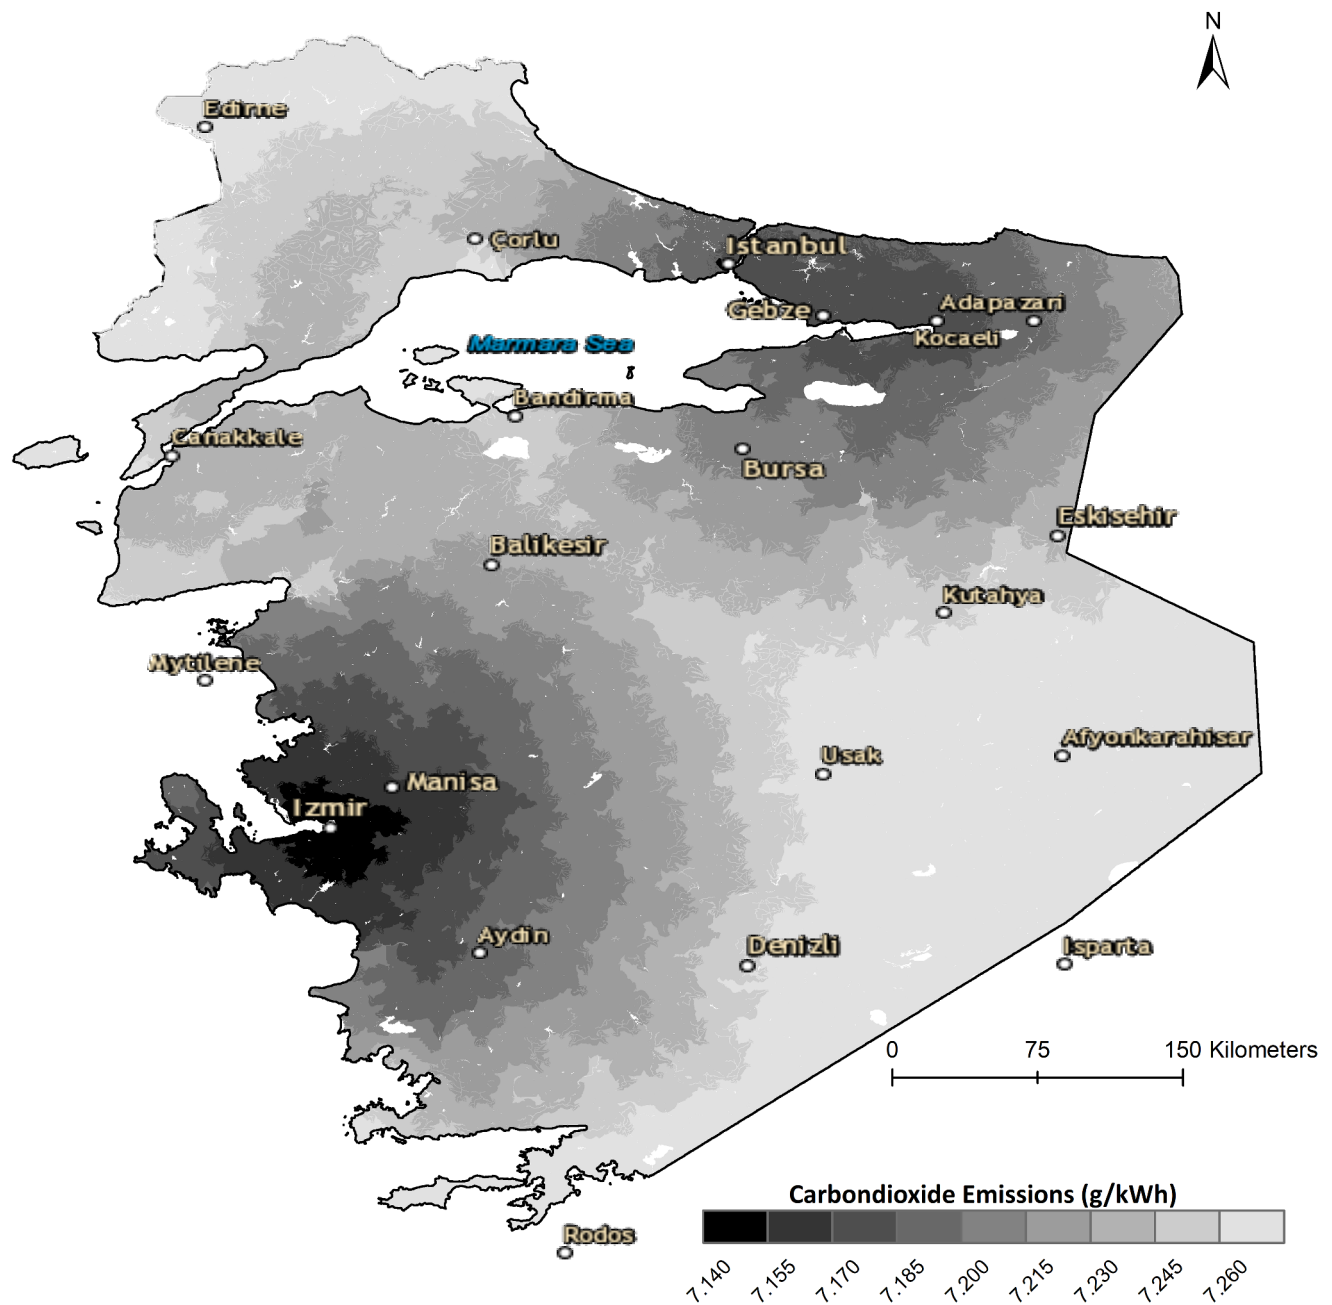 N
Edirne
Çorlu
Istanbul
Gebze
Adapazari
Kocaeli
Marmara Sea
Bandirma
Canakkale
Bursa
Eskisehir
Balikesir
Kutahya
Mytilene
Afyonkarahisar
Usak
Manisa
Izmir
Aydin
Denizli
Isparta
0 75 150 Kilometers
Rodos
Carbondioxide Emissions (g/kWh)
7.140 7.155 7.170 7.185 7.200 7.215 7.230 7.245 7.260